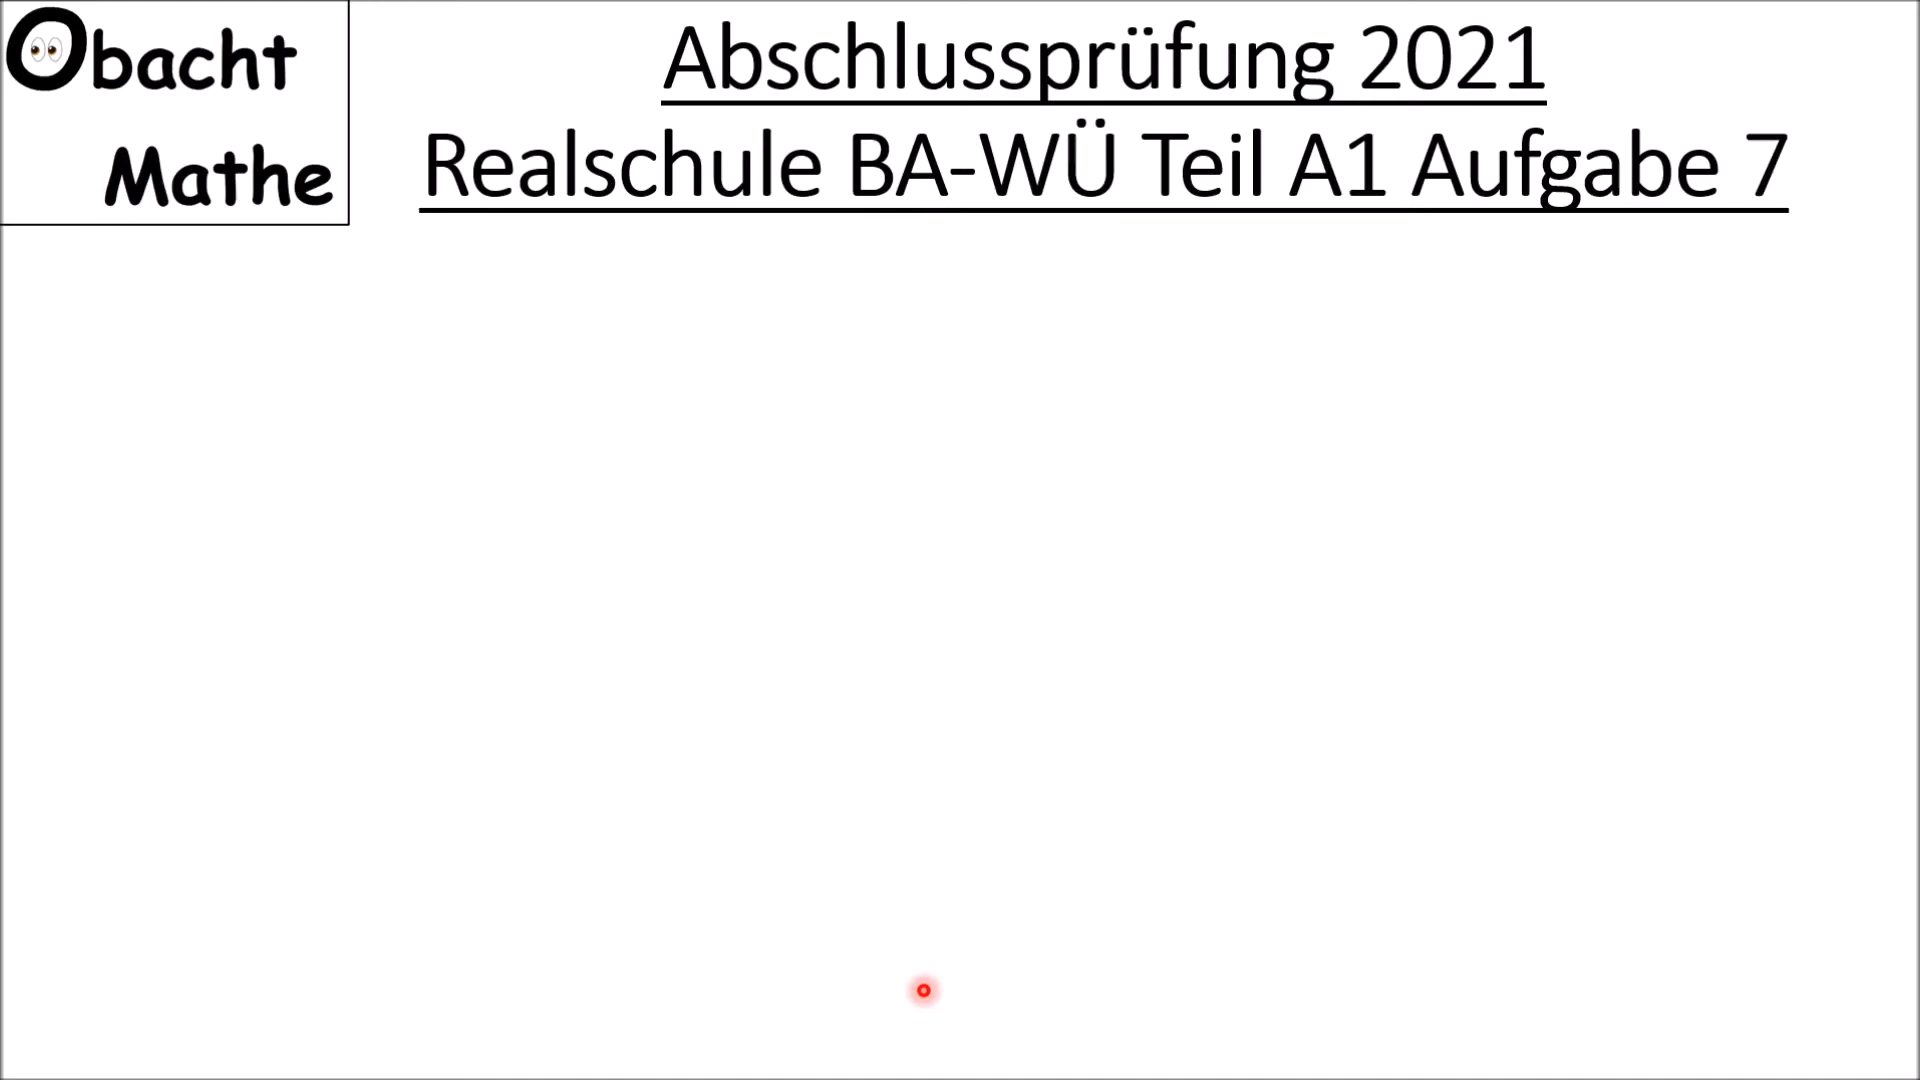 Obacht
Mathe
Abschlussprüfung 2021
Realschule BA-WÜ Teil A1 Aufgabe 7